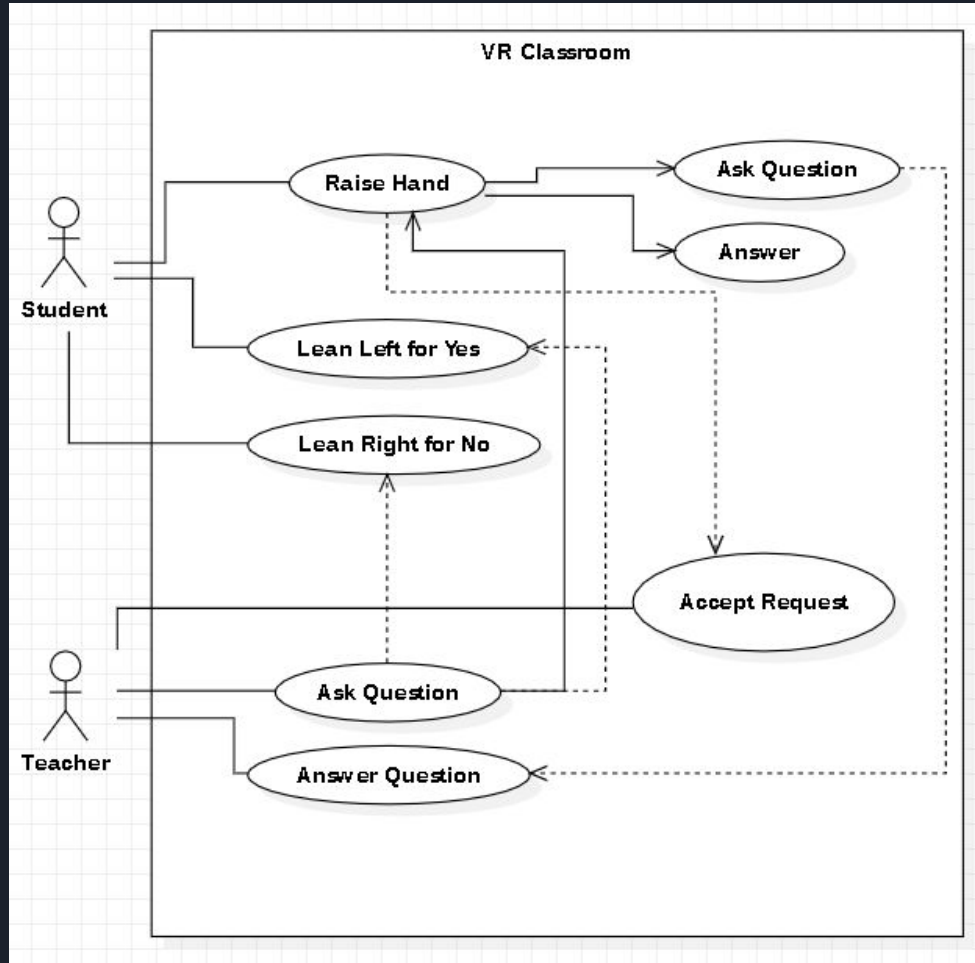 VR Classroom
Raise Hand
Ask Question
Answer
Student
Lean Left for Yes
Lean Right for No
Accept Request
Ask Question
Teacher
Answer Question